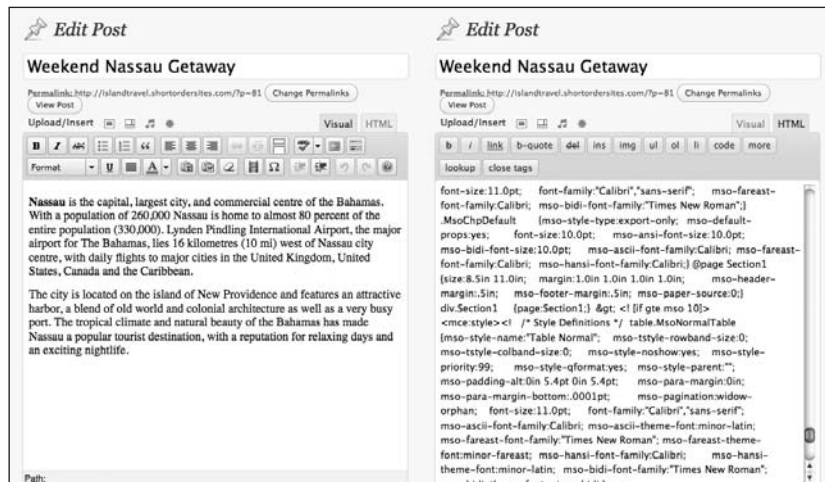 Edit Post
Weekend Nassau Getaway
Permalink: http://islandtravel.shortordersites.com/?p=81 Change Permalinks
View Post
Upload/Insert Visual HTML
B I ABC
Format U A Ω
Nassau is the capital, largest city, and commercial centre of the Bahamas.
With a population of 260,000 Nassau is home to almost 80 percent of the
entire population (330,000). Lynden Pindling International Airport, the major
airport for The Bahamas, lies 16 kilometres (10 mi) west of Nassau city
centre, with daily flights to major cities in the United Kingdom, United
States, Canada and the Caribbean.
The city is located on the island of New Providence and features an attractive
harbor, a blend of old world and colonial architecture as well as a very busy
port. The tropical climate and natural beauty of the Bahamas has made
Nassau a popular tourist destination, with a reputation for relaxing days and
an exciting nightlife.
Path:
Edit Post
Weekend Nassau Getaway
Permalink: http://islandtravel.shortordersites.com/?p=81 Change Permalinks
View Post
Upload/Insert Visual HTML
b i link b-quote del ins img ul ol li code more
lookup close tags
font-size:11.0pt; font-family:"Calibri","sans-serif"; mso-fareast-
font-family:Calibri; mso-bidi-font-family:"Times New Roman";}
.MsoChpDefault {mso-style-type:export-only; mso-default-
props:yes; font-size:10.0pt; mso-ansi-font-size:10.0pt;
mso-bidi-font-size:10.0pt; mso-ascii-font-family:Calibri; mso-fareast-
font-family:Calibri; mso-hansi-font-family:Calibri;} @page Section1
{size:8.5in 11.0in; margin:1.0in 1.0in 1.0in 1.0in; mso-header-
margin:.5in; mso-footer-margin:.5in; mso-paper-source:0;}
div.Section1 {page:Section1;} &gt; <! [if gte mso 10]>
<mce:style><! /* Style Definitions */ table.MsoNormalTable
{mso-style-name:"Table Normal"; mso-tstyle-rowband-size:0;
mso-tstyle-colband-size:0; mso-style-noshow:yes; mso-style-
priority:99; mso-style-qformat:yes; mso-style-parent:"";
mso-padding-alt:0in 5.4pt 0in 5.4pt; mso-para-margin:0in;
mso-para-margin-bottom:.0001pt; mso-pagination:widow-
orphan; font-size:11.0pt; font-family:"Calibri","sans-serif";
mso-ascii-font-family:Calibri; mso-ascii-theme-font:minor-latin;
mso-fareast-font-family:"Times New Roman"; mso-fareast-theme-
font:minor-fareast; mso-hansi-font-family:Calibri; mso-hansi-
theme-font:minor-latin; mso-bidi-font-family:"Times New Roman";